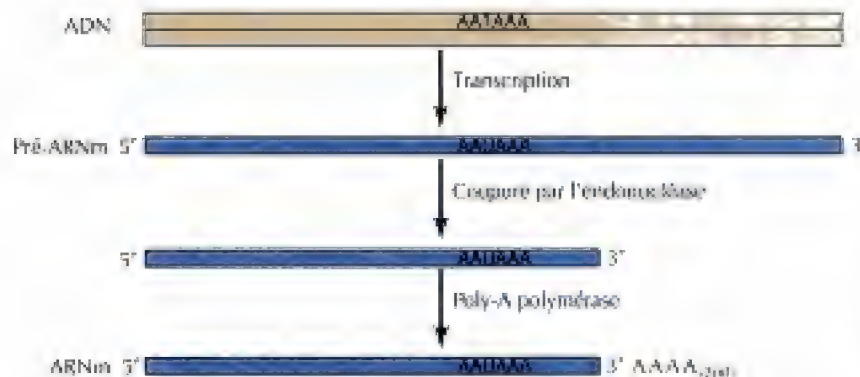 ADN AATAAA
Transcription
Pré-ARNm 5' AAUAAA 3'
Coupure par l'endonucléase
5' AAUAAA 3'
Poly-A polymérase
ARNm 5' AAUAAA 3' AAAA